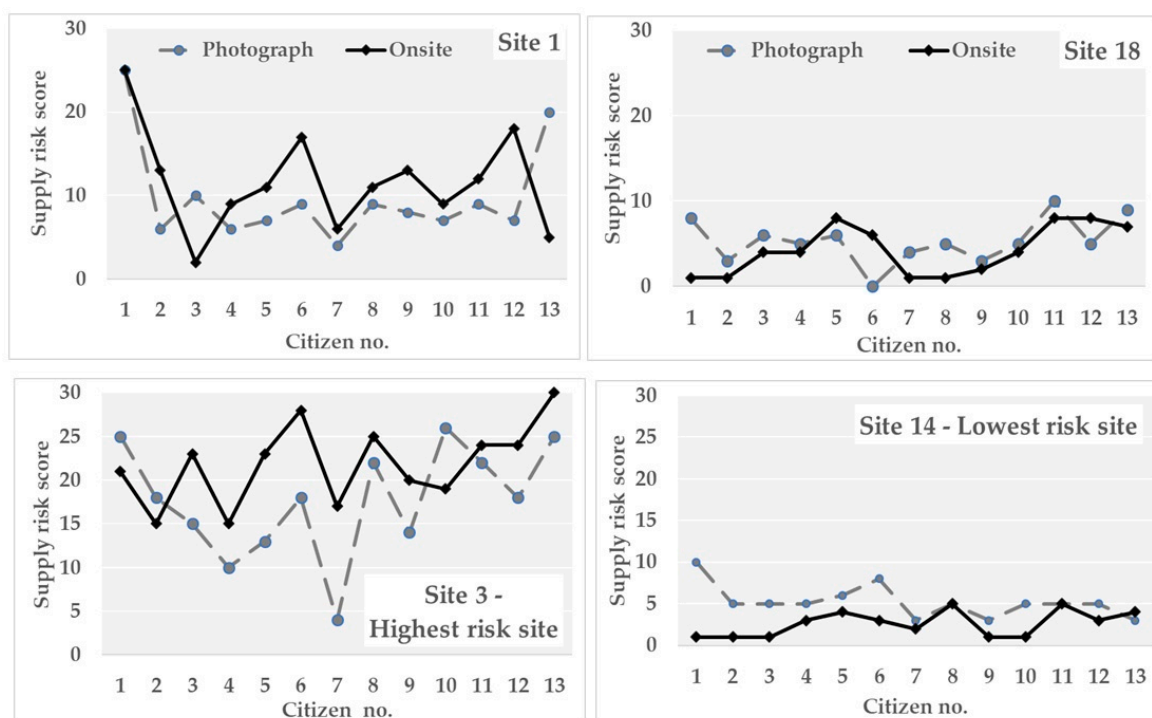 Photograph
Onsite
Site 1
Supply risk score
30
20
10
0
1 2 3 4 5 6 7 8 9 10 11 12 13
Citizen no.
Photograph
Onsite
Site 18
Supply risk score
30
20
10
0
1 2 3 4 5 6 7 8 9 10 11 12 13
Citizen no.
Supply risk score
30
25
20
15
10
5
0
Site 3 -
Highest risk site
1 2 3 4 5 6 7 8 9 10 11 12 13
Citizen no.
Site 14 - Lowest risk site
Supply risk score
30
25
20
15
10
5
0
1 2 3 4 5 6 7 8 9 10 11 12 13
Citizen no.